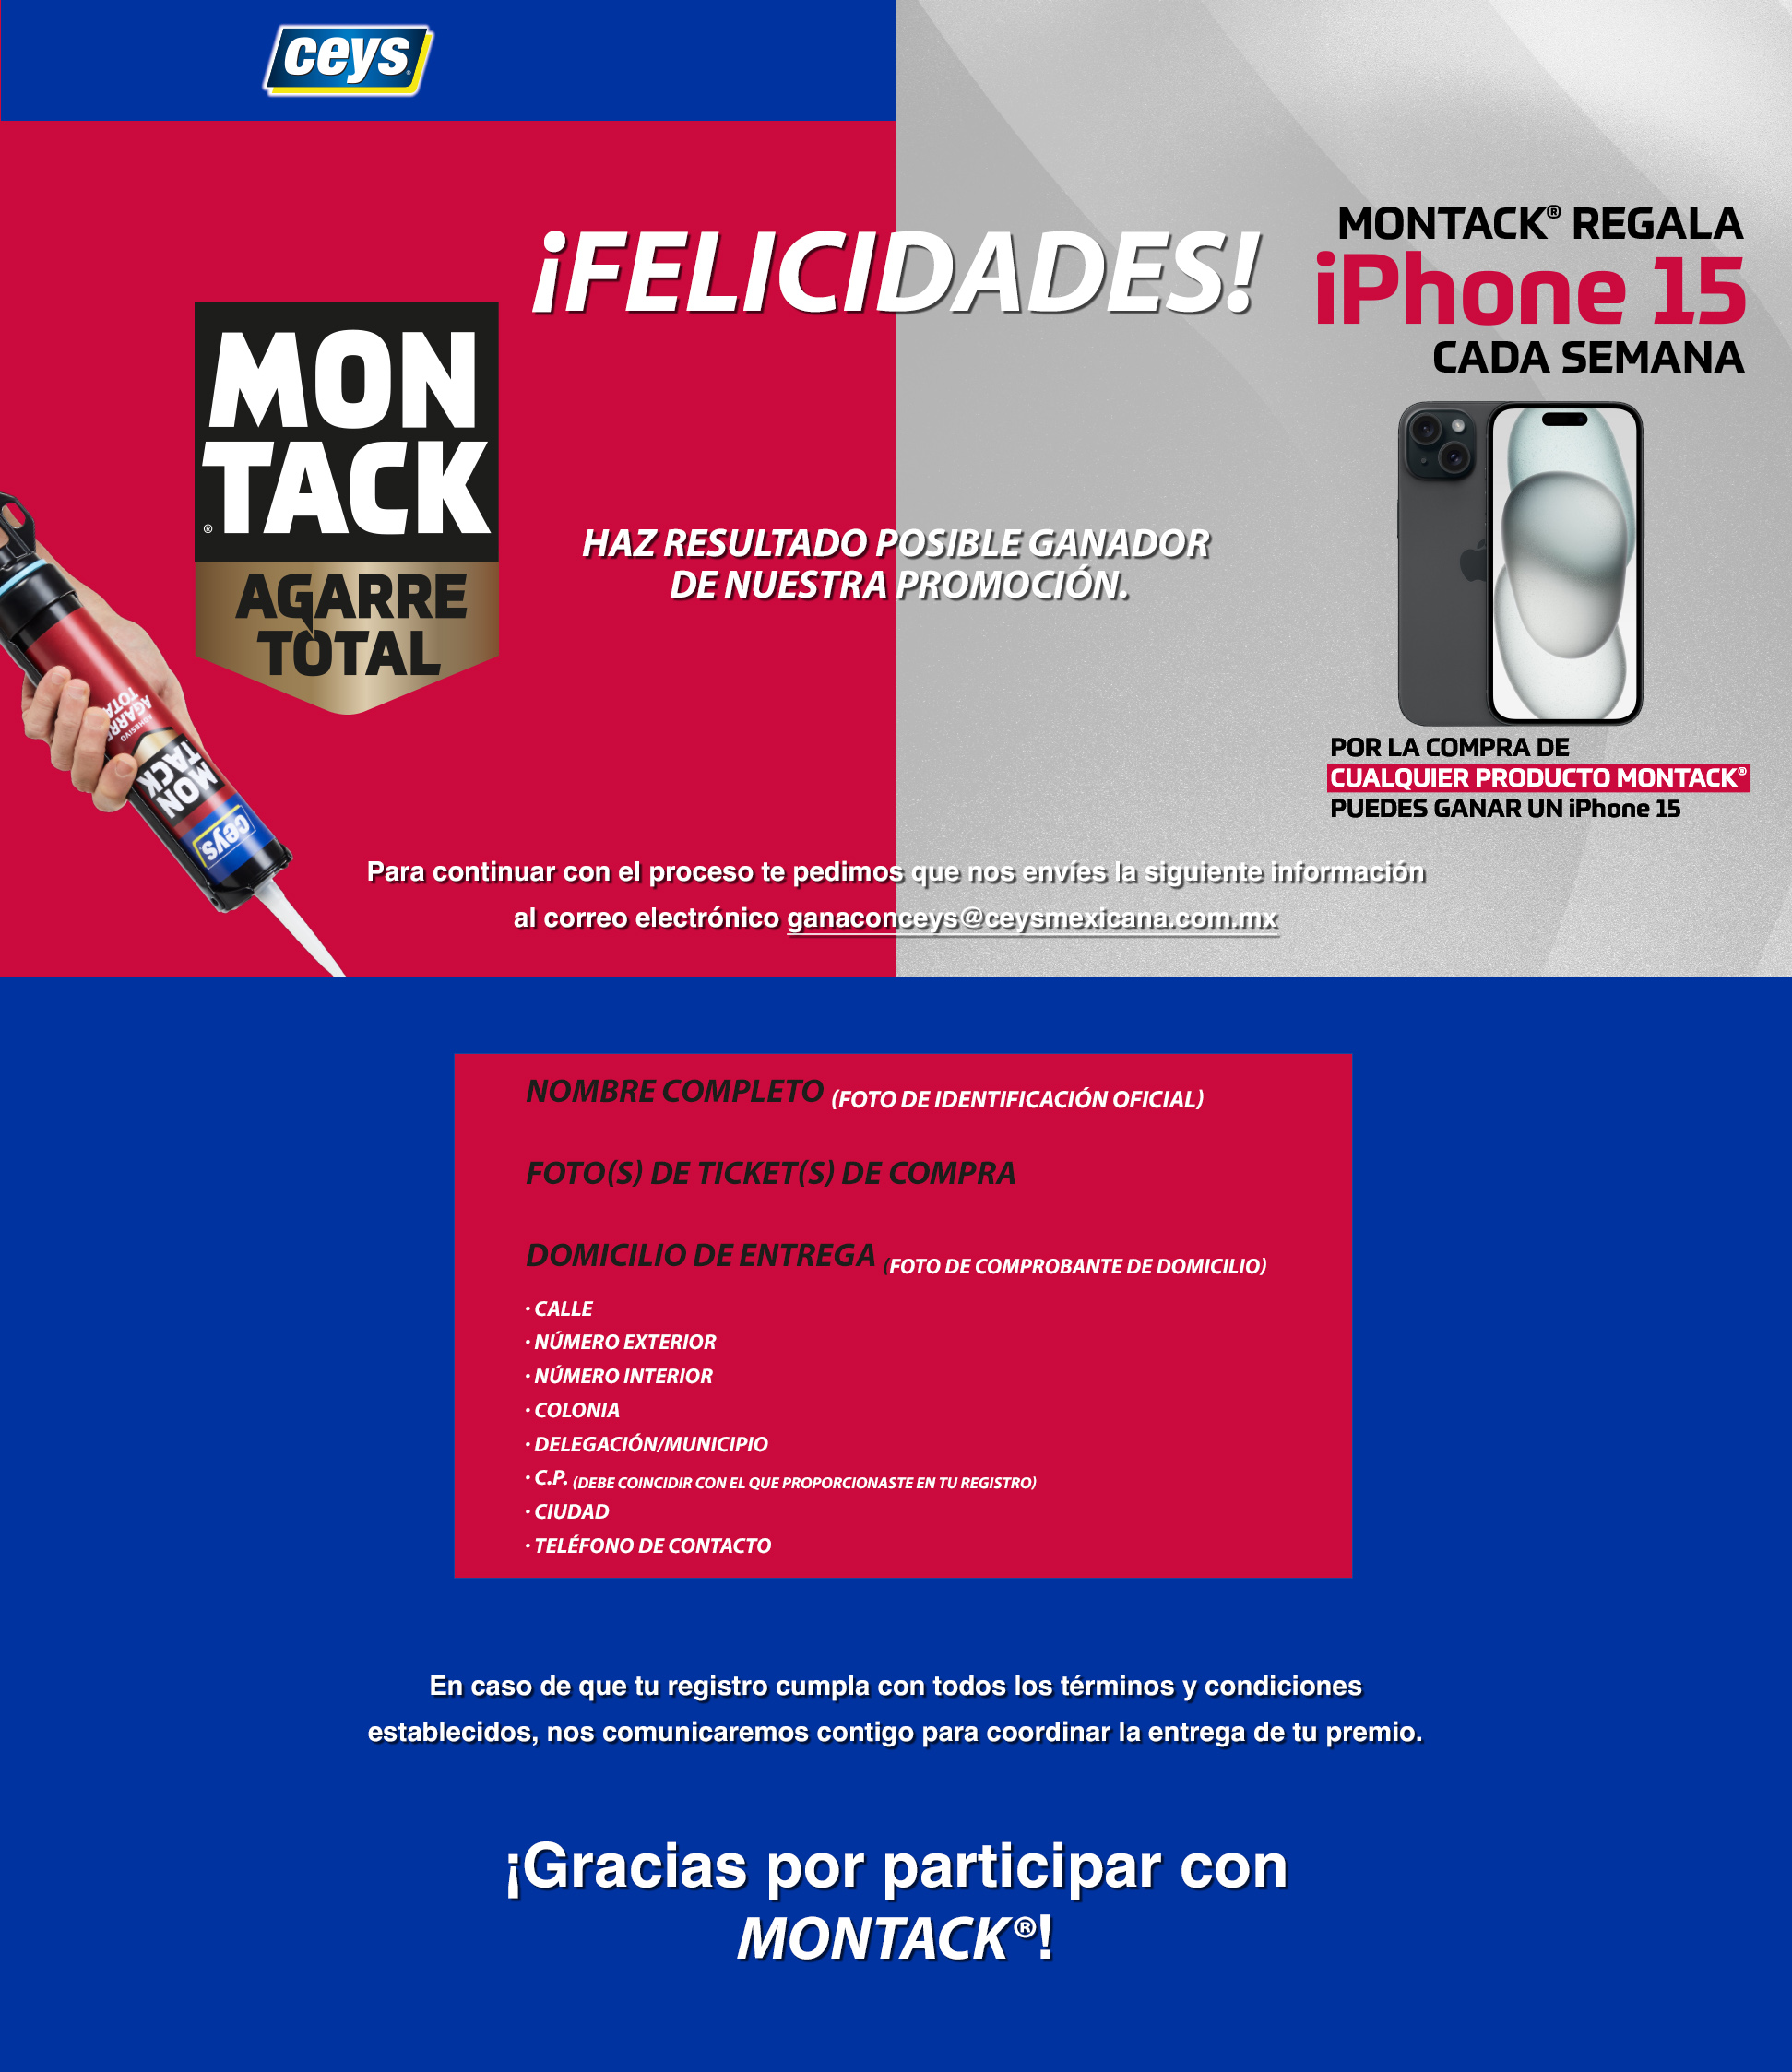 ceys
¡FELICIDADES!
MONTACK® REGALA
iPhone 15
CADA SEMANA
MON
TACK®
AGARRE
TOTAL
HAZ RESULTADO POSIBLE GANADOR
DE NUESTRA PROMOCIÓN.
ceys
MON
TACK
ADHESIVO
AGARRE
TOTA
POR LA COMPRA DE
CUALQUIER PRODUCTO MONTACK®
PUEDES GANAR UN iPhone 15
Para continuar con el proceso te pedimos que nos envíes la siguiente información
al correo electrónico ganaconceys@ceysmexicana.com.mx
NOMBRE COMPLETO (FOTO DE IDENTIFICACIÓN OFICIAL)
FOTO(S) DE TICKET(S) DE COMPRA
DOMICILIO DE ENTREGA (FOTO DE COMPROBANTE DE DOMICILIO)
· CALLE
· NÚMERO EXTERIOR
· NÚMERO INTERIOR
· COLONIA
· DELEGACIÓN/MUNICIPIO
· C.P. (DEBE COINCIDIR CON EL QUE PROPORCIONASTE EN TU REGISTRO)
· CIUDAD
· TELÉFONO DE CONTACTO
En caso de que tu registro cumpla con todos los términos y condiciones
establecidos, nos comunicaremos contigo para coordinar la entrega de tu premio.
¡Gracias por participar con
MONTACK®!